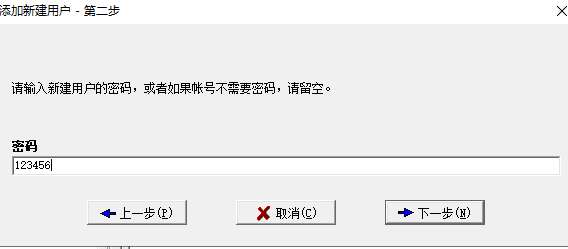 添加新建用户 - 第二步
请输入新建用户的密码，或者如果帐号不需要密码，请留空。
密码
123456
上一步(P) 取消(C) 下一步(N)